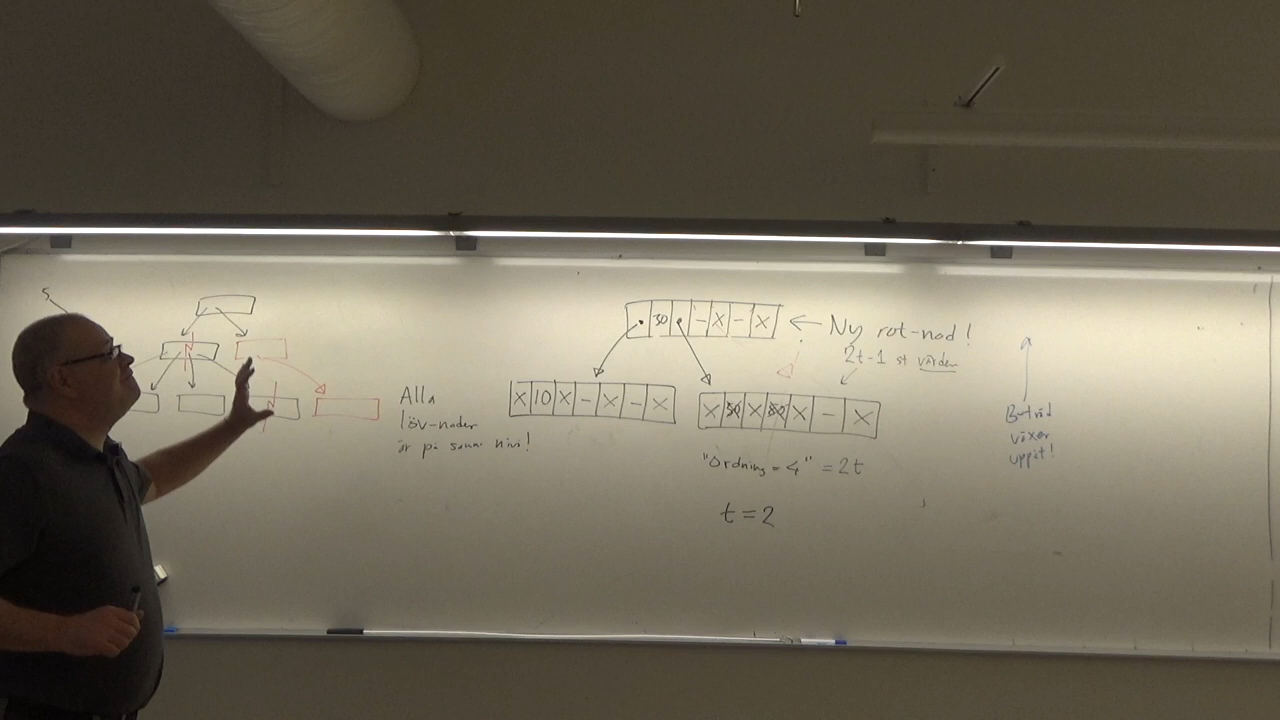 5
N
N
Alla
löv-noder
är på samma nivå!
30 - X - X
Ny rot-nod!
2t-1 st värden
X 10 X - X - X
X X X - X
"Ordning = 4" = 2t
t = 2
växer
uppåt!